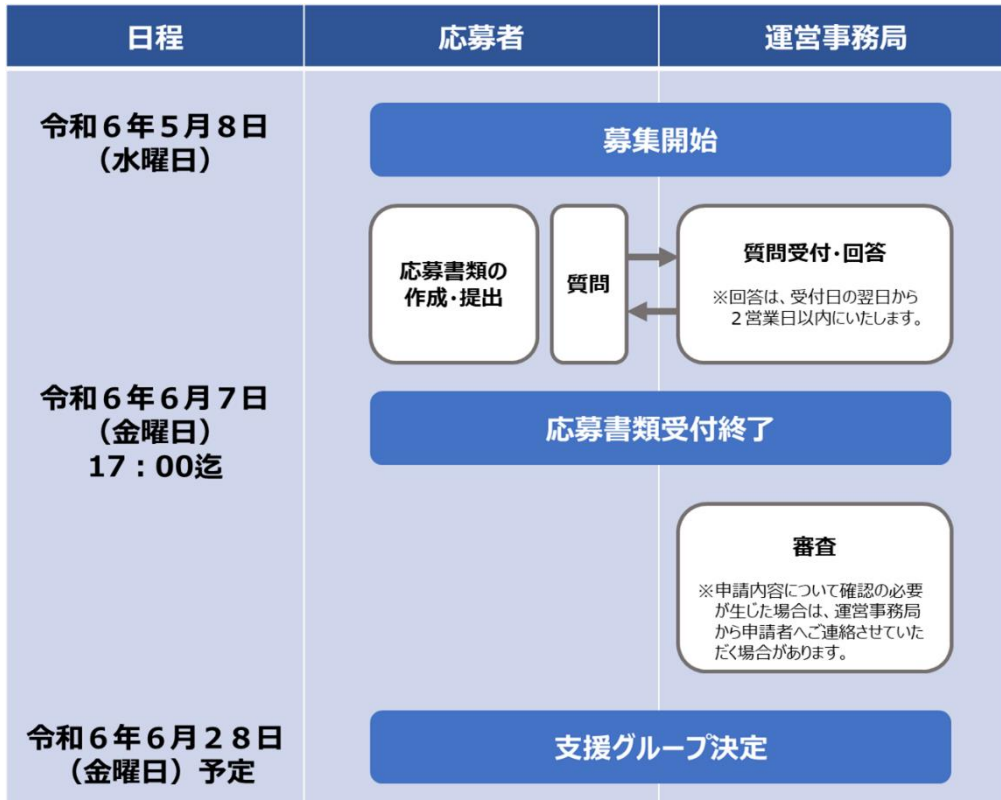 日程
応募者
運営事務局
令和６年５月８日
（水曜日）
募集開始
応募書類の
作成・提出
質問
質問受付・回答
※回答は、受付日の翌日から
２営業日以内にいたします。
令和６年６月７日
（金曜日）
17：00迄
応募書類受付終了
審査
※申請内容について確認の必要
が生じた場合は、運営事務局
から申請者へご連絡させていた
だく場合があります。
令和６年６月２８日
（金曜日）予定
支援グループ決定